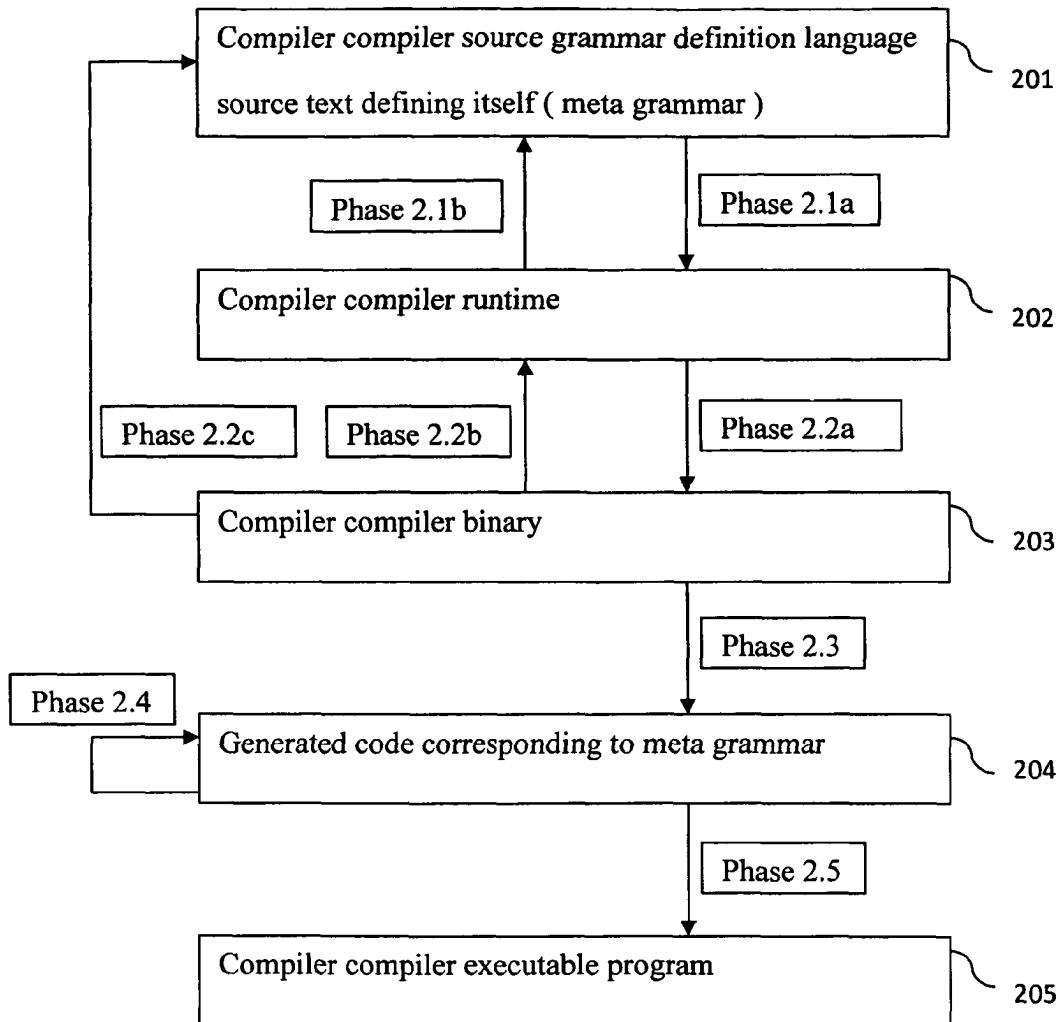 Compiler compiler source grammar definition language
source text defining itself ( meta grammar )
201
Phase 2.1b
Phase 2.1a
Compiler compiler runtime
202
Phase 2.2c
Phase 2.2b
Phase 2.2a
Compiler compiler binary
203
Phase 2.3
Phase 2.4
Generated code corresponding to meta grammar
204
Phase 2.5
Compiler compiler executable program
205